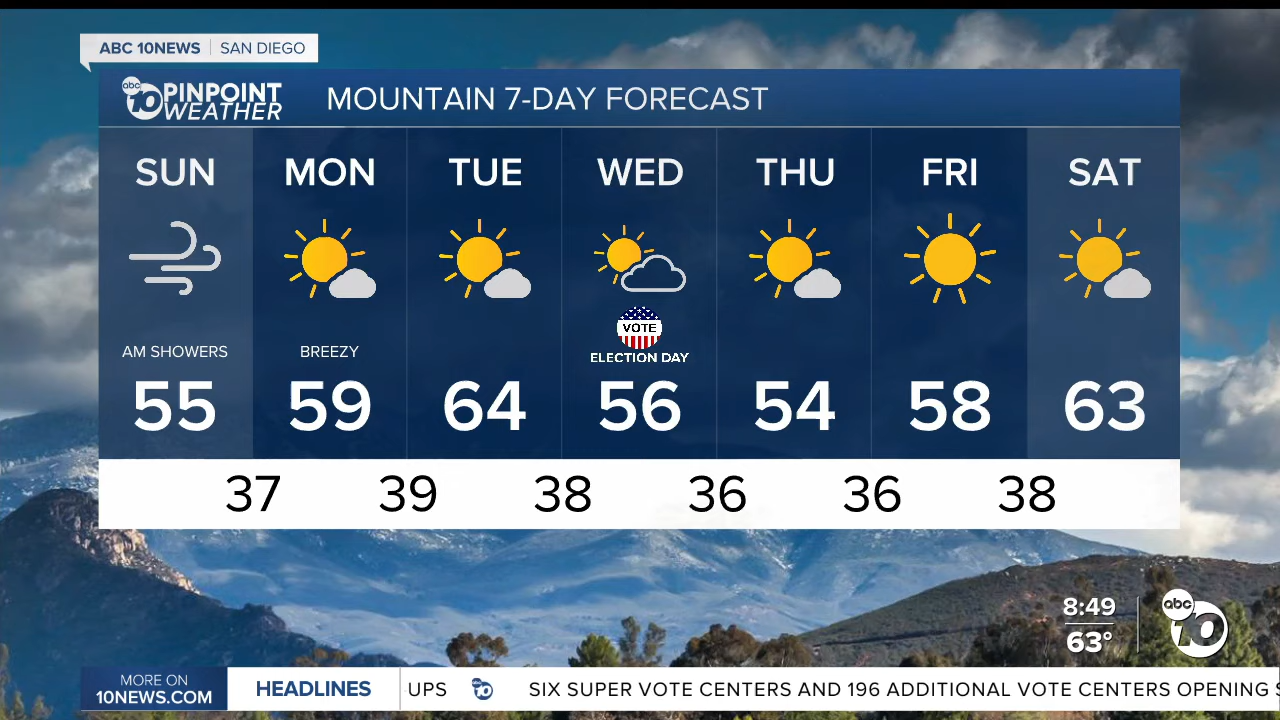 ABC 10NEWS | SAN DIEGO
abc 10 PINPOINT WEATHER
MOUNTAIN 7-DAY FORECAST
SUN MON TUE WED THU FRI SAT
VOTE
ELECTION DAY
AM SHOWERS BREEZY
55 59 64 56 54 58 63
37 39 38 36 36 38
8:49
63°
abc 10
MORE ON
10NEWS.COM
HEADLINES
UPS abc 10 SIX SUPER VOTE CENTERS AND 196 ADDITIONAL VOTE CENTERS OPENING